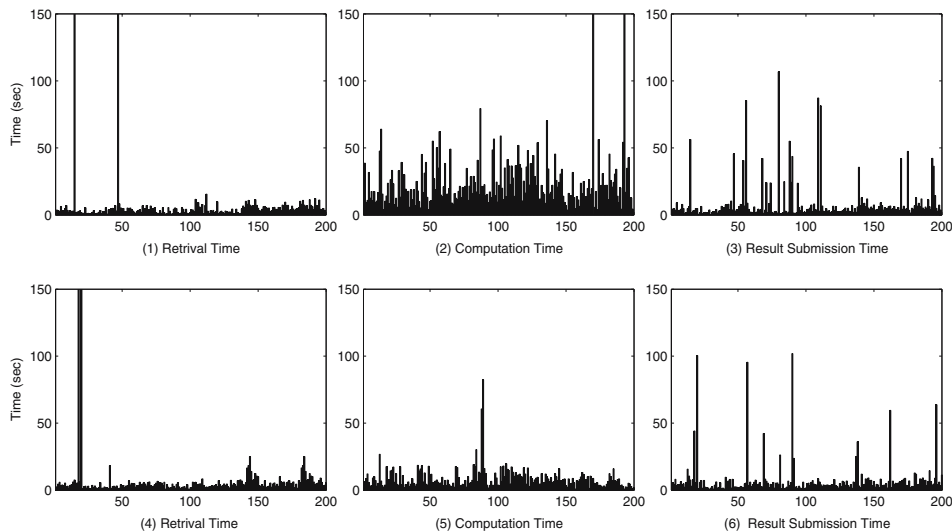 150 150 150
100 100 100
Time (sec)
50 50 50
0 0 0
50 100 150 200 50 100 150 200 50 100 150 200
(1) Retrival Time (2) Computation Time (3) Result Submission Time
150 150 150
100 100 100
Time (sec)
50 50 50
0 0 0
50 100 150 200 50 100 150 200 50 100 150 200
(4) Retrival Time (5) Computation Time (6) Result Submission Time